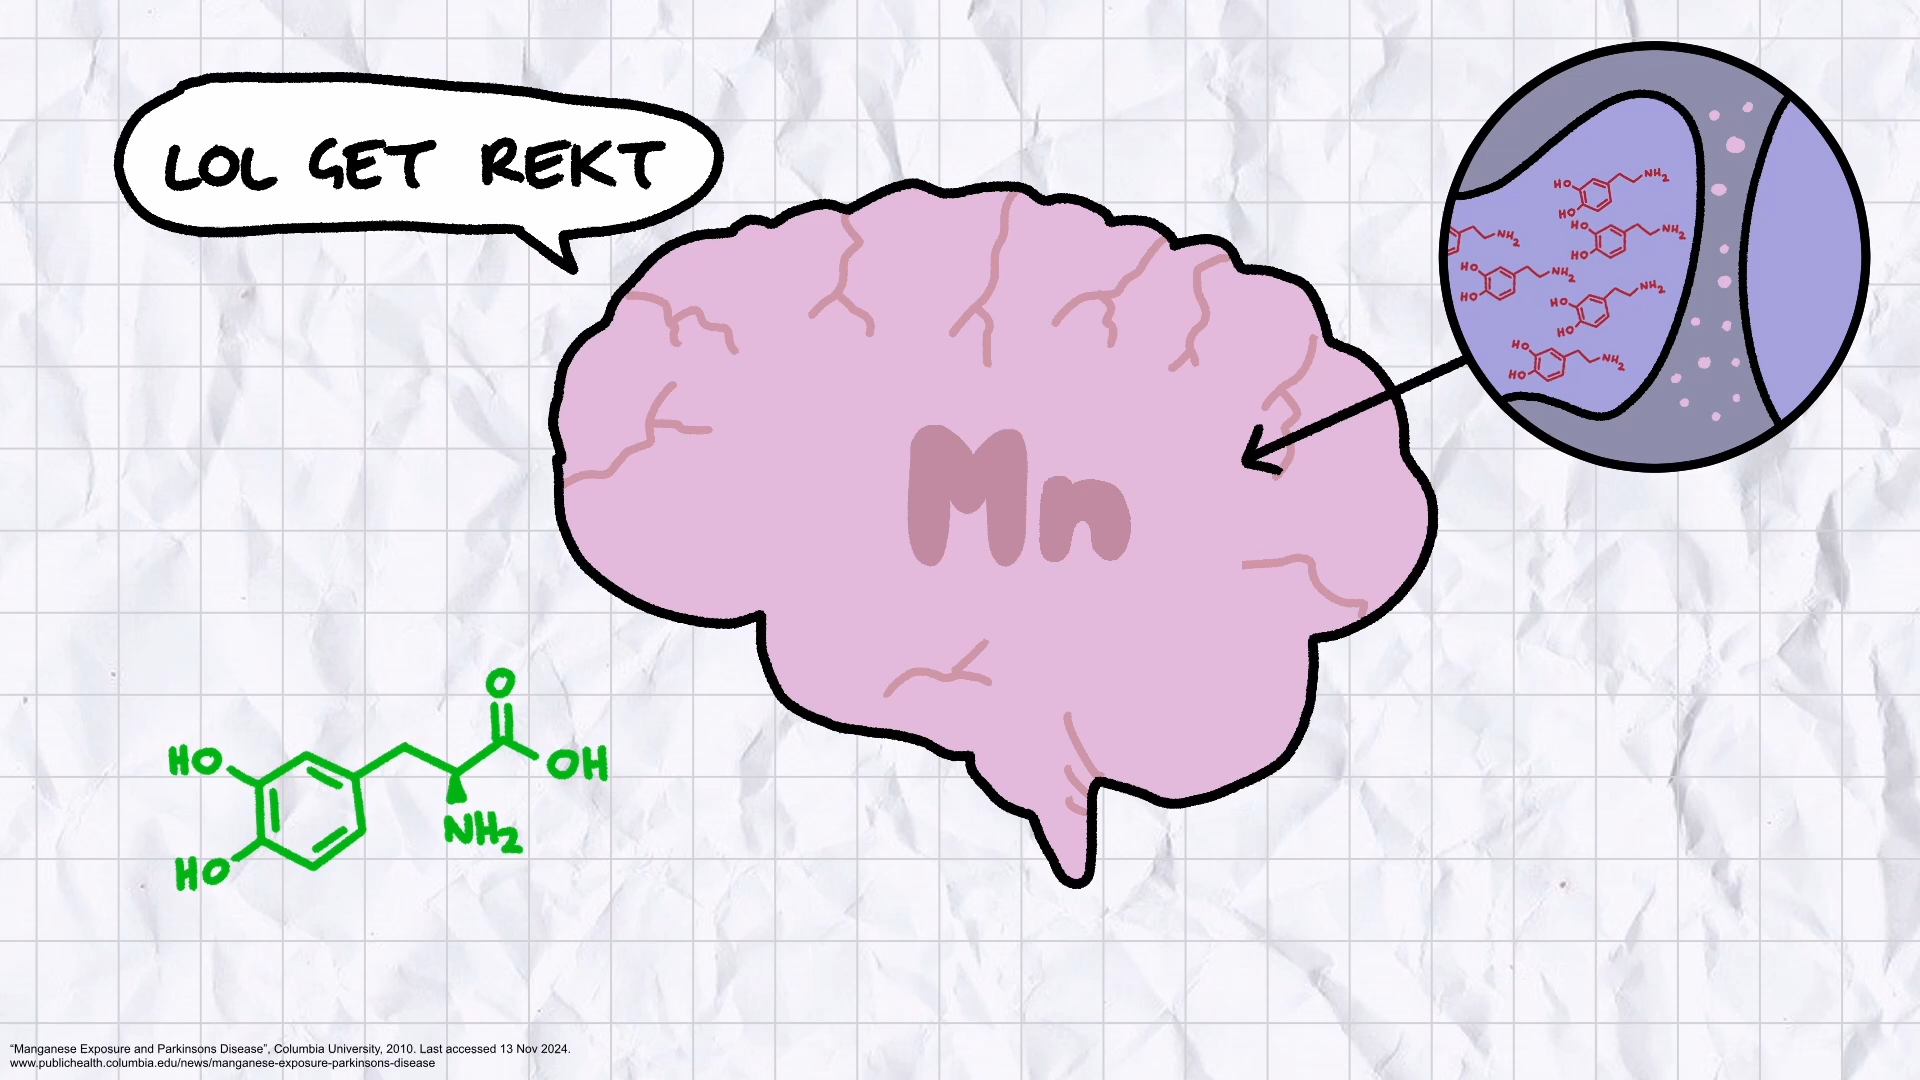 LOL GET REKT
HO
HO
NH2
HO
HO
NH2
NH2
HO
HO
NH2
HO
HO
NH2
HO
HO
NH2
Mn
O
HO
OH
NH2
HO
“Manganese Exposure and Parkinsons Disease”, Columbia University, 2010. Last accessed 13 Nov 2024.
www.publichealth.columbia.edu/news/manganese-exposure-parkinsons-disease